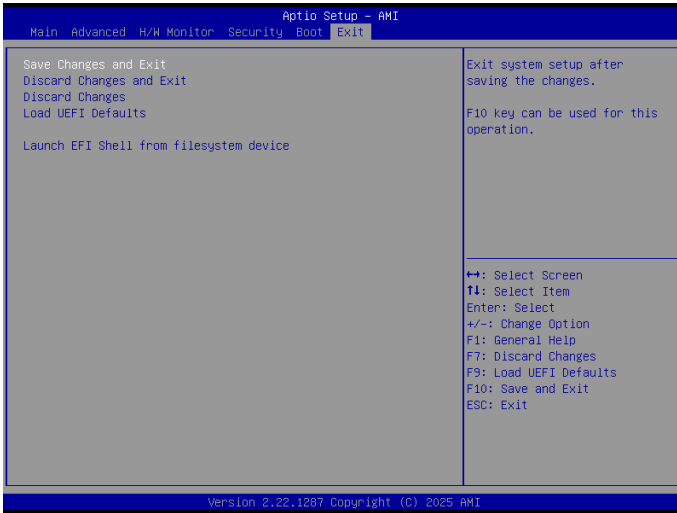 Aptio Setup – AMI
Main Advanced H/W Monitor Security Boot Exit
Save Changes and Exit
Discard Changes and Exit
Discard Changes
Load UEFI Defaults
Launch EFI Shell from filesystem device
Exit system setup after
saving the changes.
F10 key can be used for this
operation.
↔: Select Screen
↑↓: Select Item
Enter: Select
+/-: Change Option
F1: General Help
F7: Discard Changes
F9: Load UEFI Defaults
F10: Save and Exit
ESC: Exit
Version 2.22.1287 Copyright (C) 2025 AMI